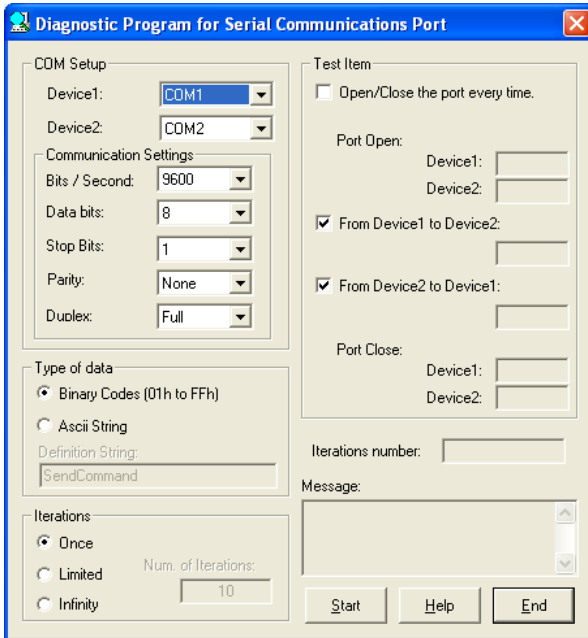 Diagnostic Program for Serial Communications Port
COM Setup
Device1: COM1
Device2: COM2
Communication Settings
Bits / Second: 9600
Data bits: 8
Stop Bits: 1
Parity: None
Duplex: Full
Type of data
Binary Codes (01h to FFh)
Ascii String
Definition String:
SendCommand
Iterations
Once
Limited
Infinity
Num. of Iterations:
10
Test Item
Open/Close the port every time.
Port Open:
Device1:
Device2:
From Device1 to Device2:
From Device2 to Device1:
Port Close:
Device1:
Device2:
Iterations number:
Message:
Start Help End